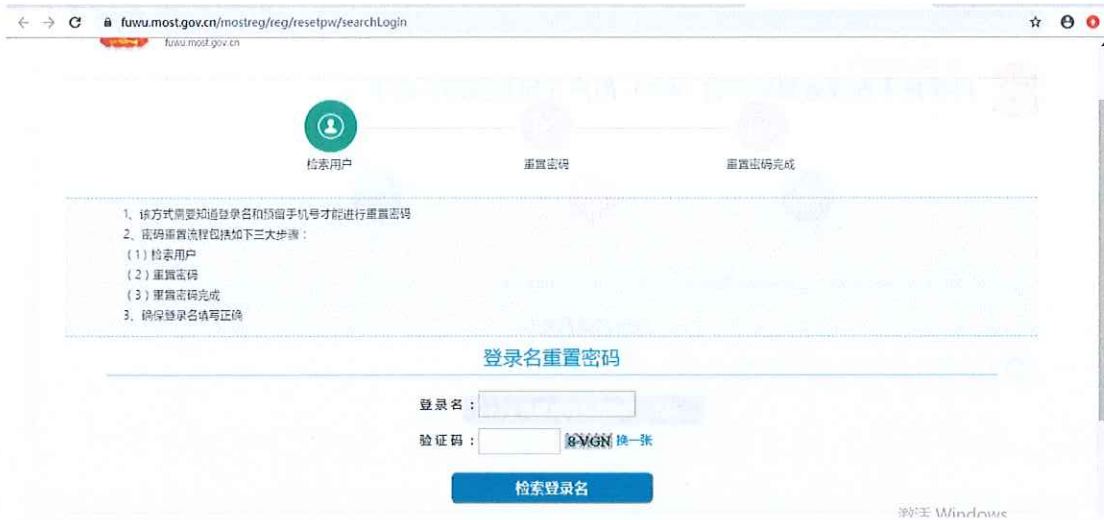 fuwu.most.gov.cn/mostreg/reg/resetpw/searchLogin
fuwu.most.gov.cn
检索用户 重置密码 重置密码完成
1、该方式需要知道登录名和预留手机号才能进行重置密码
2、密码重置流程包括如下三大步骤：
（1）检索用户
（2）重置密码
（3）重置密码完成
3、确保登录名填写正确
登录名重置密码
登录名：
验证码： 8-VGN 换一张
检索登录名
激活 Windows